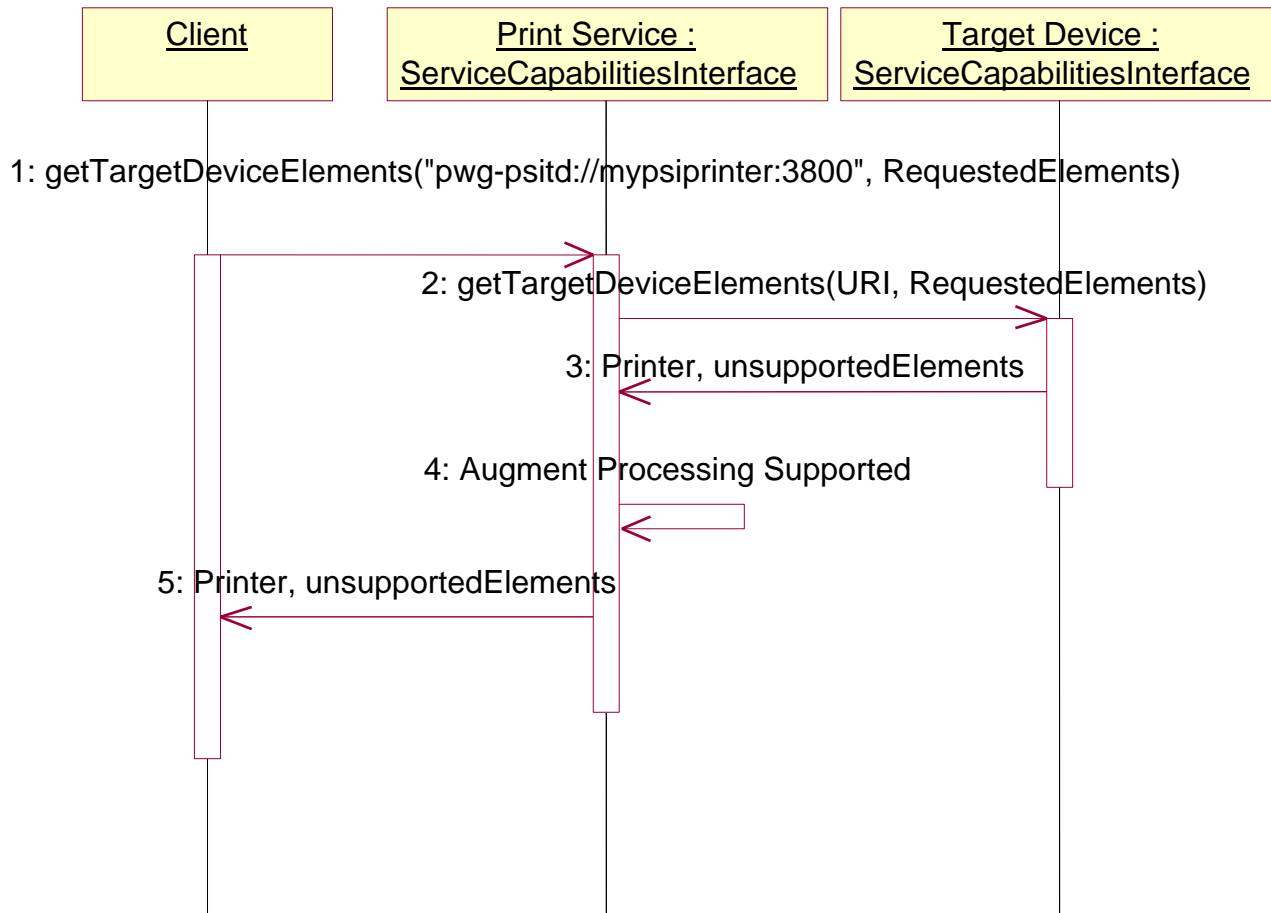 Client
Print Service :
ServiceCapabilitiesInterface
Target Device :
ServiceCapabilitiesInterface
1: getTargetDeviceElements("pwg-psitd://mypsiprinter:3800", RequestedElements)
2: getTargetDeviceElements(URI, RequestedElements)
3: Printer, unsupportedElements
4: Augment Processing Supported
5: Printer, unsupportedElements